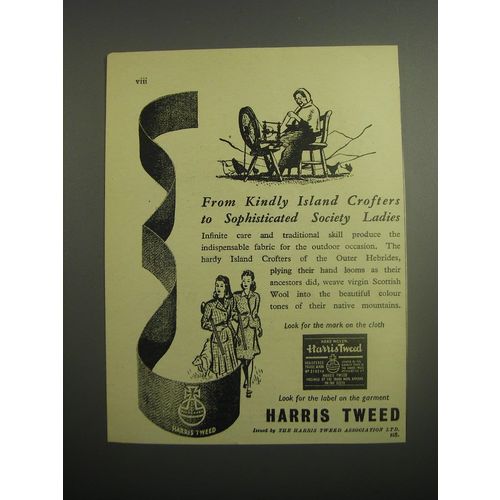 viii
From Kindly Island Crofters
to Sophisticated Society Ladies
Infinite care and traditional skill produce the
indispensable fabric for the outdoor occasion. The
hardy Island Crofters of the Outer Hebrides,
plying their hand looms as their
ancestors did, weave virgin Scottish
Wool into the beautiful colour
tones of their native mountains.
Look for the mark on the cloth
HAND WOVEN
Harris Tweed
Look for the label on the garment
HARRIS TWEED
HARRIS TWEED
Issued by THE HARRIS TWEED ASSOCIATION LTD.